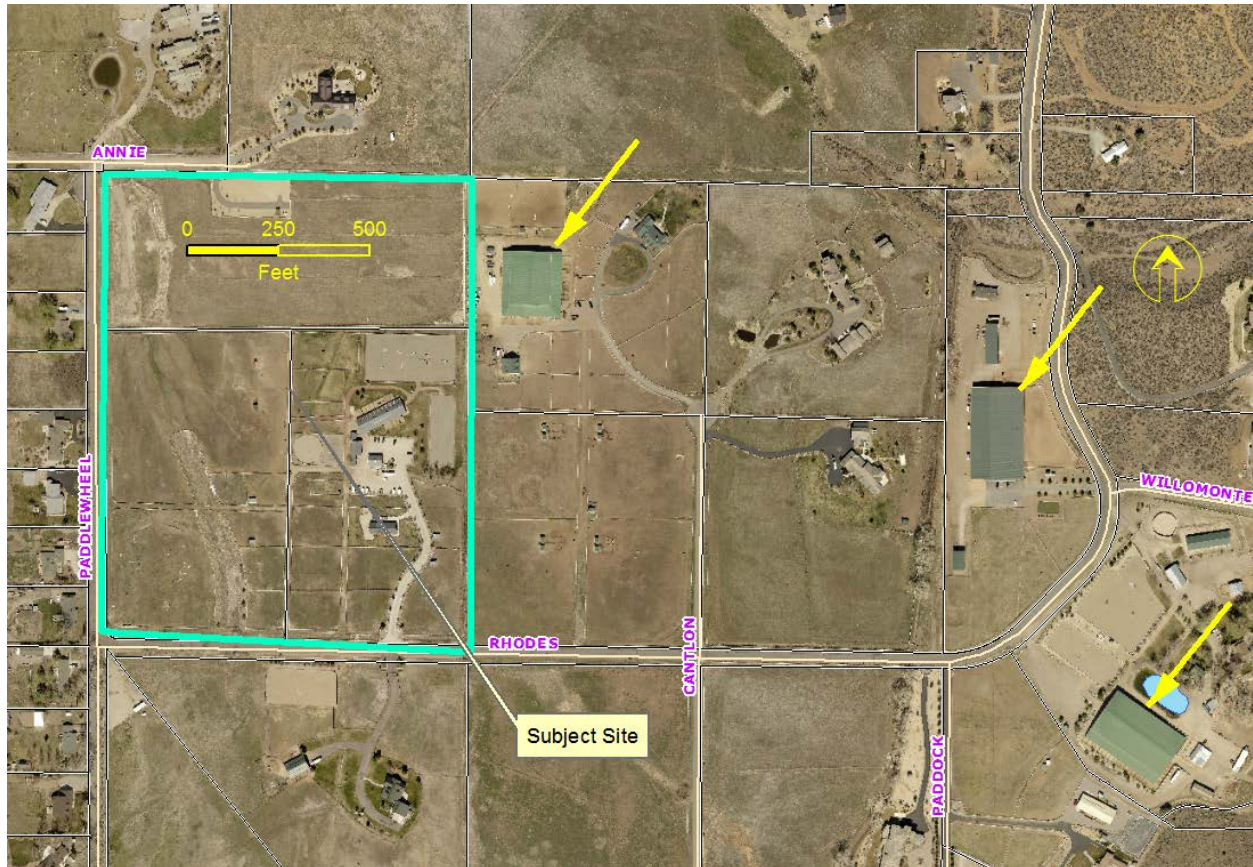 ANNIE
0 250 500
Feet
PADDLEWHEEL
WILLOMONTE
RHODES
CANTLON
Subject Site
PADDOCK